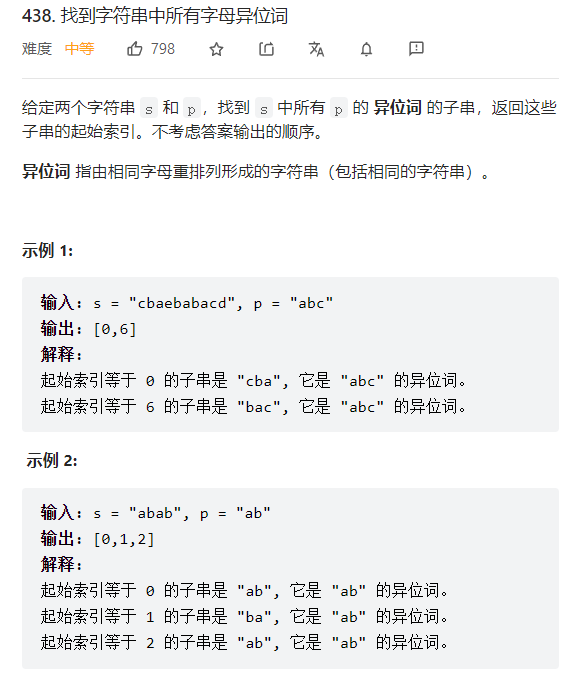 438. 找到字符串中所有字母异位词
难度 中等 798
给定两个字符串 s 和 p，找到 s 中所有 p 的 异位词 的子串，返回这些
子串的起始索引。不考虑答案输出的顺序。
异位词 指由相同字母重排列形成的字符串（包括相同的字符串）。
示例 1:
输入: s = "cbaebabacd", p = "abc"
输出: [0,6]
解释:
起始索引等于 0 的子串是 "cba", 它是 "abc" 的异位词。
起始索引等于 6 的子串是 "bac", 它是 "abc" 的异位词。
示例 2:
输入: s = "abab", p = "ab"
输出: [0,1,2]
解释:
起始索引等于 0 的子串是 "ab", 它是 "ab" 的异位词。
起始索引等于 1 的子串是 "ba", 它是 "ab" 的异位词。
起始索引等于 2 的子串是 "ab", 它是 "ab" 的异位词。